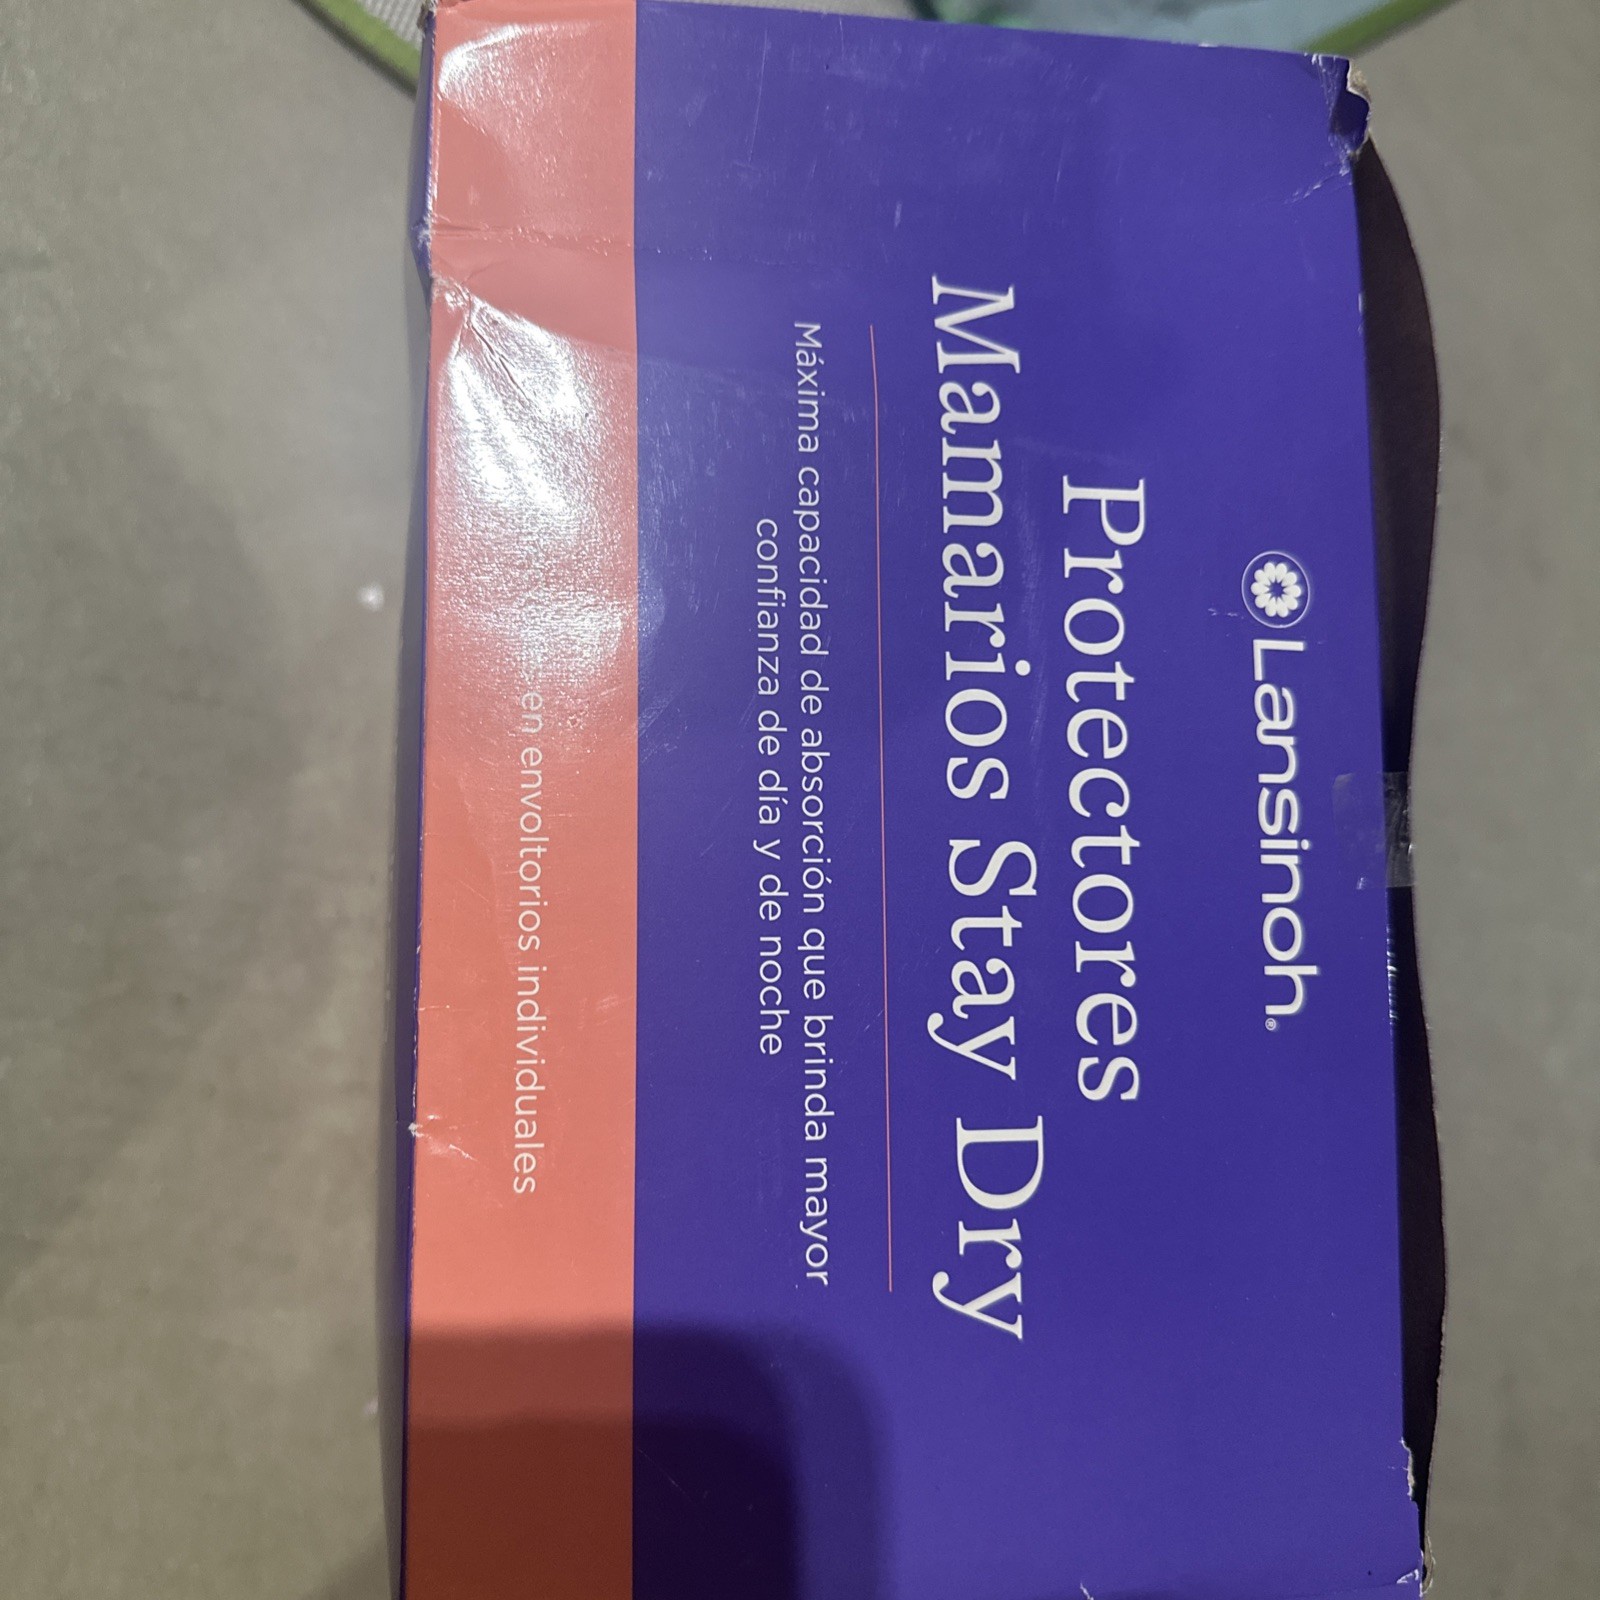 Lansinoh®
Protectores
Mamarios Stay Dry
Máxima capacidad de absorción que brinda mayor
confianza de día y de noche
en envoltorios individuales